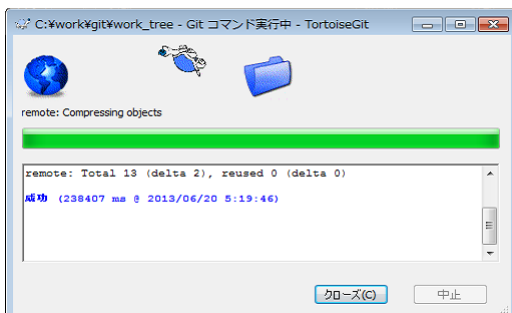 C:¥work¥git¥work_tree - Git コマンド実行中 - TortoiseGit
remote: Compressing objects
remote: Total 13 (delta 2), reused 0 (delta 0)
成功 (238407 ms @ 2013/06/20 5:19:46)
クローズ(C)
中止